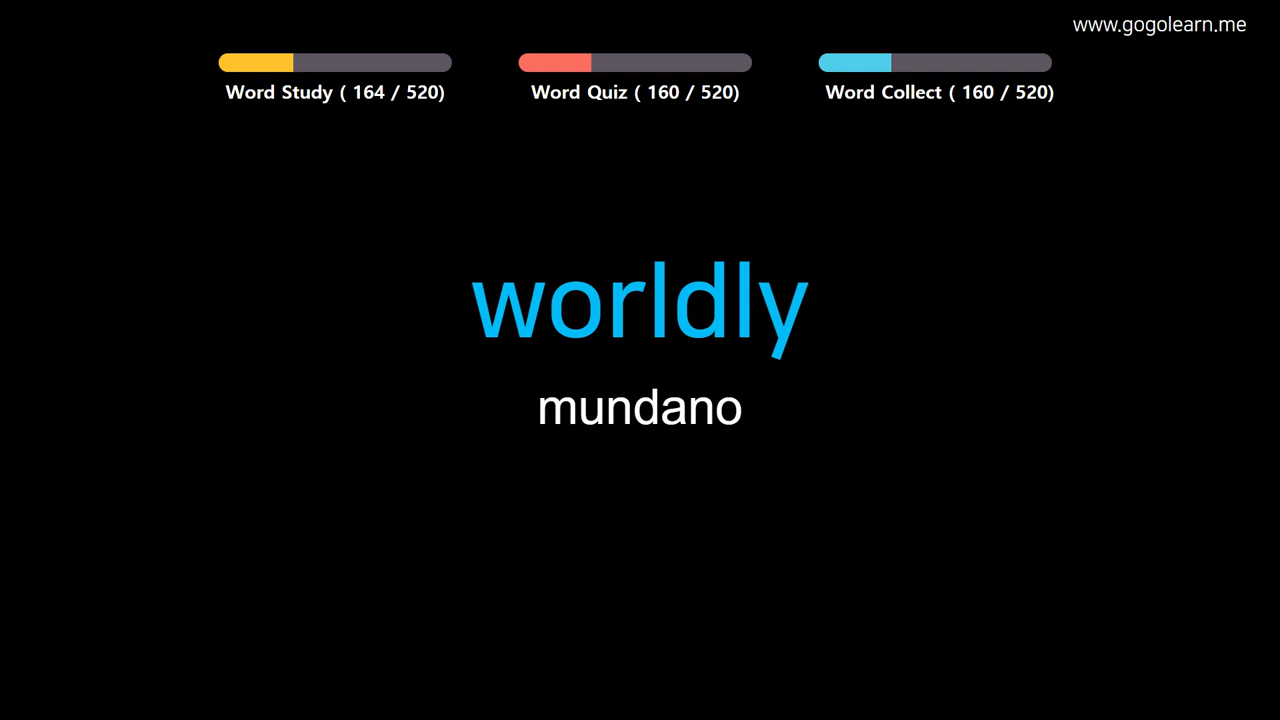 www.gogolearn.me
Word Study ( 164 / 520)
Word Quiz ( 160 / 520)
Word Collect ( 160 / 520)
worldly
mundano